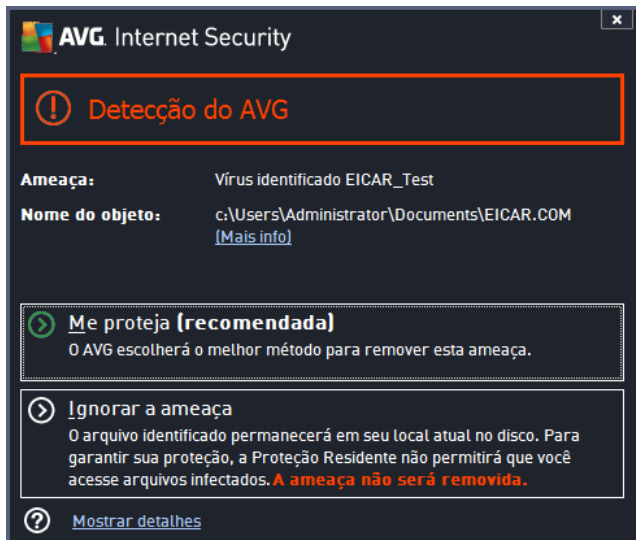 AVG. Internet Security
x
Detecção do AVG
Ameaça: Vírus identificado EICAR_Test
Nome do objeto: c:\Users\Administrator\Documents\EICAR.COM
(Mais info)
Me proteja (recomendada)
O AVG escolherá o melhor método para remover esta ameaça.
Ignorar a ameaça
O arquivo identificado permanecerá em seu local atual no disco. Para
garantir sua proteção, a Proteção Residente não permitirá que você
acesse arquivos infectados. A ameaça não será removida.
? Mostrar detalhes